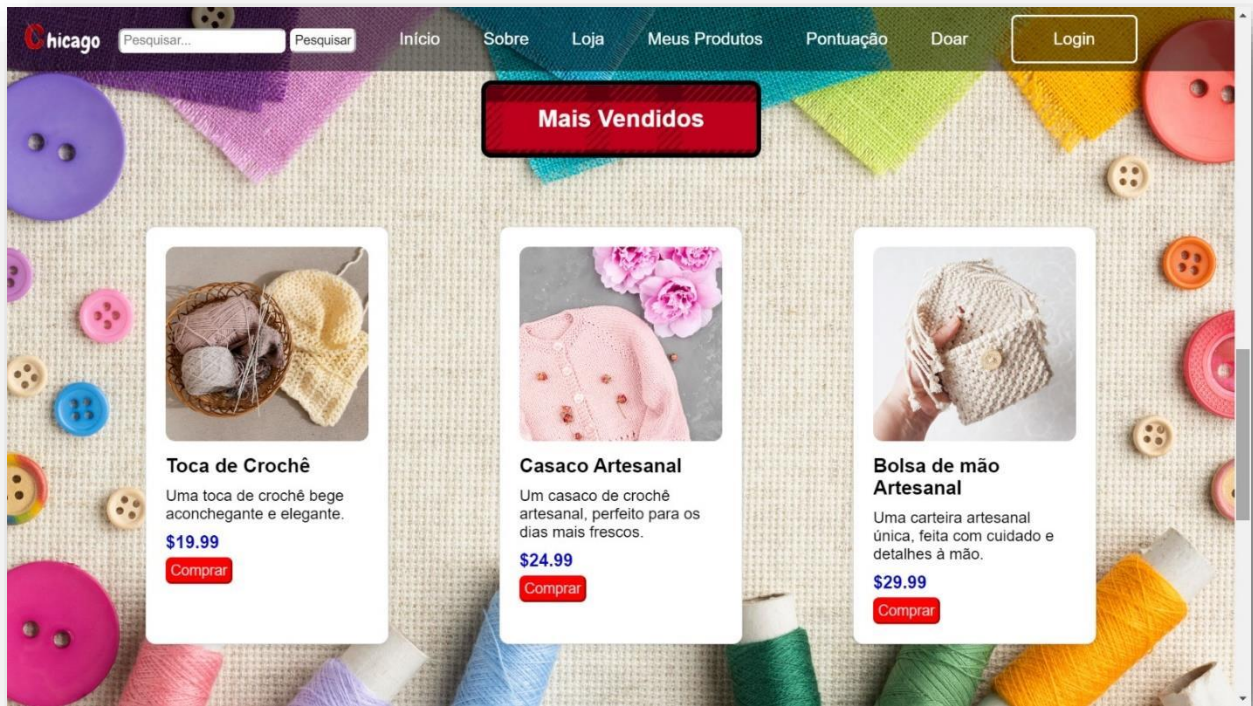 Chicago
Pesquisar...
Pesquisar
Início
Sobre
Loja
Meus Produtos
Pontuação
Doar
Login
Mais Vendidos
Toca de Crochê
Uma toca de crochê bege
aconchegante e elegante.
$19.99
Comprar
Casaco Artesanal
Um casaco de crochê
artesanal, perfeito para os
dias mais frescos.
$24.99
Comprar
Bolsa de mão
Artesanal
Uma carteira artesanal
única, feita com cuidado e
detalhes à mão.
$29.99
Comprar